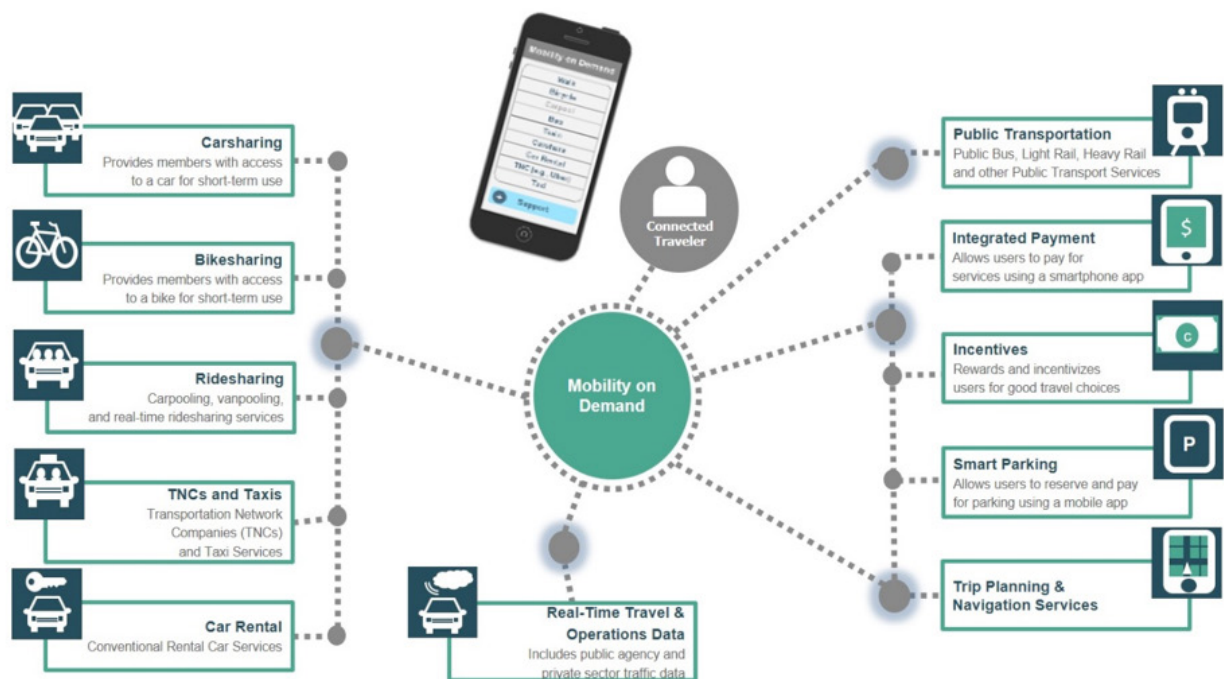 Mobility on Demand
Walk
Bicycle
Carpool
Bus
Train
Carshare
Car Rental
TNC (e.g., Uber)
Taxi
Support
Connected
Traveler
Carsharing
Provides members with access
to a car for short-term use
Bikesharing
Provides members with access
to a bike for short-term use
Ridesharing
Carpooling, vanpooling,
and real-time ridesharing services
TNCs and Taxis
Transportation Network
Companies (TNCs)
and Taxi Services
Car Rental
Conventional Rental Car Services
Mobility on
Demand
Real-Time Travel &
Operations Data
Includes public agency and
private sector traffic data
Public Transportation
Public Bus, Light Rail, Heavy Rail
and other Public Transport Services
Integrated Payment
Allows users to pay for
services using a smartphone app
$
Incentives
Rewards and incentivizes
users for good travel choices
C
Smart Parking
Allows users to reserve and pay
for parking using a mobile app
P
Trip Planning &
Navigation Services